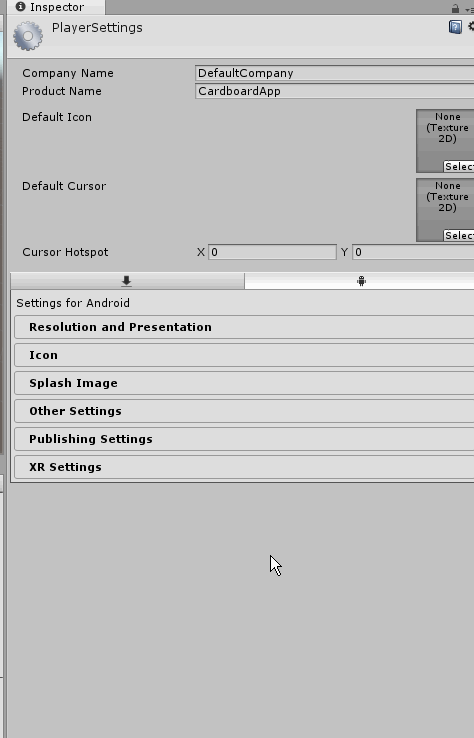 Inspector
PlayerSettings
Company Name DefaultCompany
Product Name CardboardApp
Default Icon
None
(Texture
2D)
Select
Default Cursor
None
(Texture
2D)
Select
Cursor Hotspot X 0 Y 0
Settings for Android
Resolution and Presentation
Icon
Splash Image
Other Settings
Publishing Settings
XR Settings